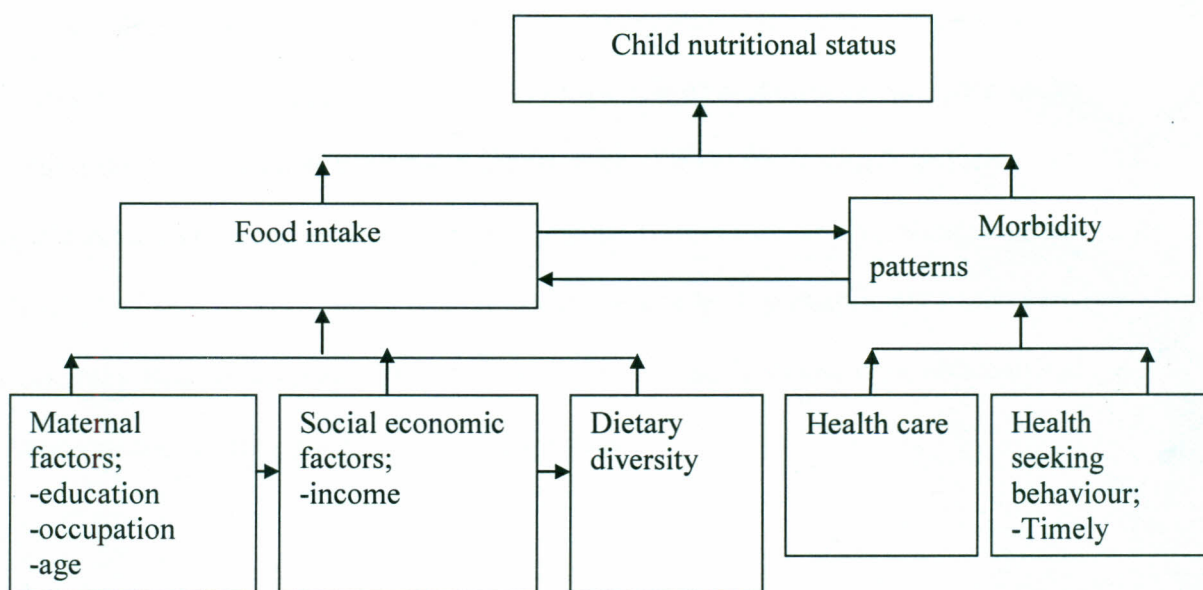 Child nutritional status
Food intake
Morbidity
patterns
Maternal
factors;
-education
-occupation
-age
Social economic
factors;
-income
Dietary
diversity
Health care
Health
seeking
behaviour;
-Timely